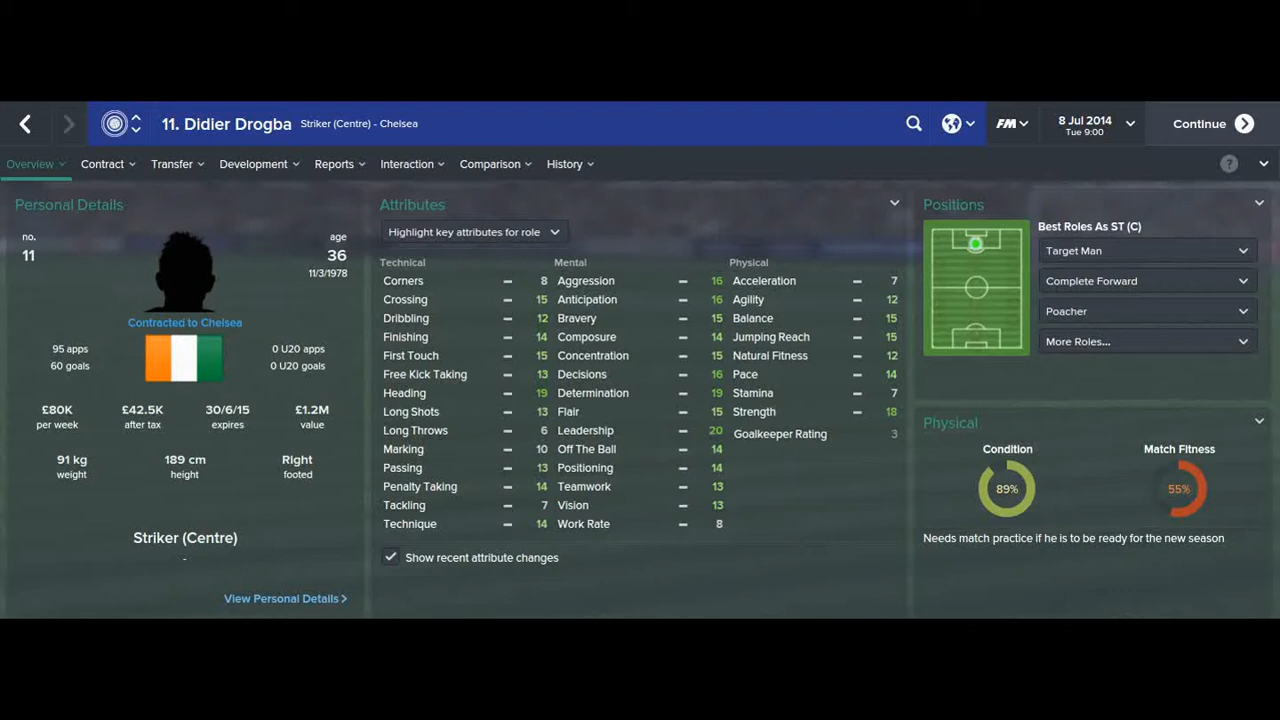 11. Didier Drogba Striker (Centre) - Chelsea FM 8 Jul 2014 Continue
Tue 9:00
Overview Contract Transfer Development Reports Interaction Comparison History ?
Personal Details
no.
11
age
36
11/3/1978
Contracted to Chelsea
95 apps
60 goals
0 U20 apps
0 U20 goals
£80K
per week
£42.5K
after tax
30/6/15
expires
£1.2M
value
91 kg
weight
189 cm
height
Right
footed
Striker (Centre)
-
View Personal Details >
Attributes
Highlight key attributes for role
Technical
Corners - 8
Crossing - 15
Dribbling - 12
Finishing - 14
First Touch - 15
Free Kick Taking - 13
Heading - 19
Long Shots - 13
Long Throws - 6
Marking - 10
Passing - 13
Penalty Taking - 14
Tackling - 7
Technique - 14
Mental
Aggression - 16
Anticipation - 16
Bravery - 15
Composure - 14
Concentration - 15
Decisions - 16
Determination - 19
Flair - 15
Leadership - 20
Off The Ball - 14
Positioning - 14
Teamwork - 13
Vision - 13
Work Rate - 8
Physical
Acceleration - 7
Agility - 12
Balance - 15
Jumping Reach - 15
Natural Fitness - 12
Pace - 14
Stamina - 7
Strength - 18
Goalkeeper Rating 3
Show recent attribute changes
Positions
Best Roles As ST (C)
Target Man
Complete Forward
Poacher
More Roles...
Physical
Condition
89%
Match Fitness
55%
Needs match practice if he is to be ready for the new season